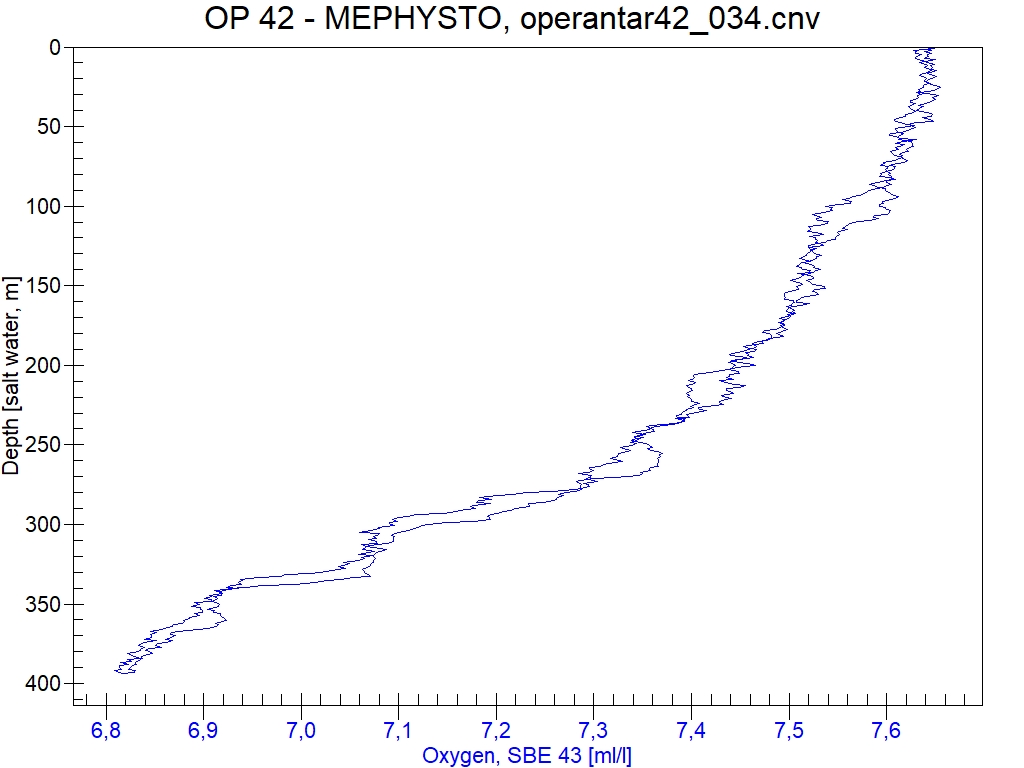 OP 42 - MEPHYSTO, operantar42_034.cnv
0
50
100
150
200
250
300
350
400
Depth [salt water, m]
6,8 6,9 7,0 7,1 7,2 7,3 7,4 7,5 7,6
Oxygen, SBE 43 [ml/l]